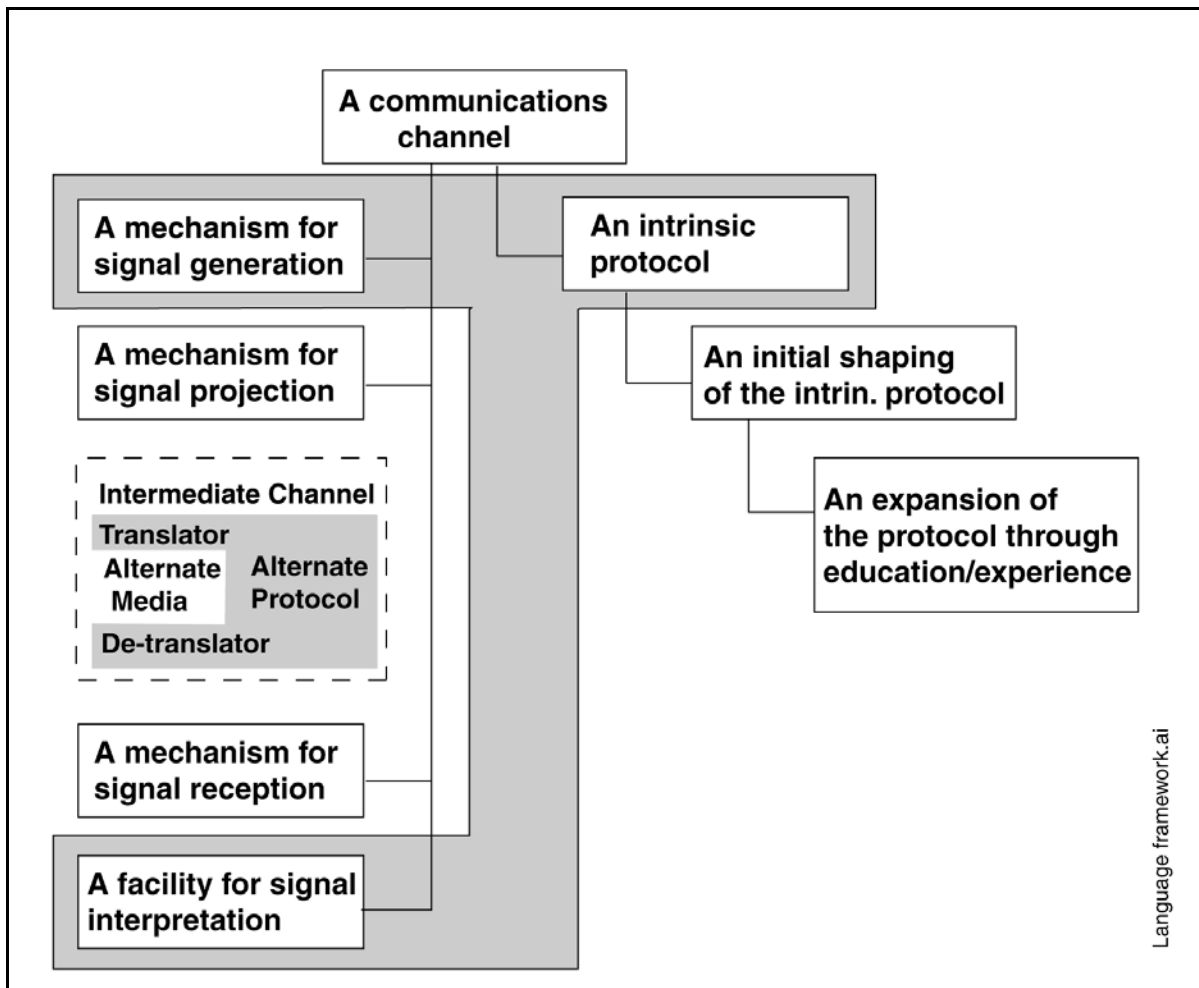 A communications
channel
A mechanism for
signal generation
An intrinsic
protocol
A mechanism for
signal projection
An initial shaping
of the intrin. protocol
Intermediate Channel
Translator
Alternate
Media
Alternate
Protocol
De-translator
An expansion of
the protocol through
education/experience
A mechanism for
signal reception
A facility for signal
interpretation
Language framework.ai